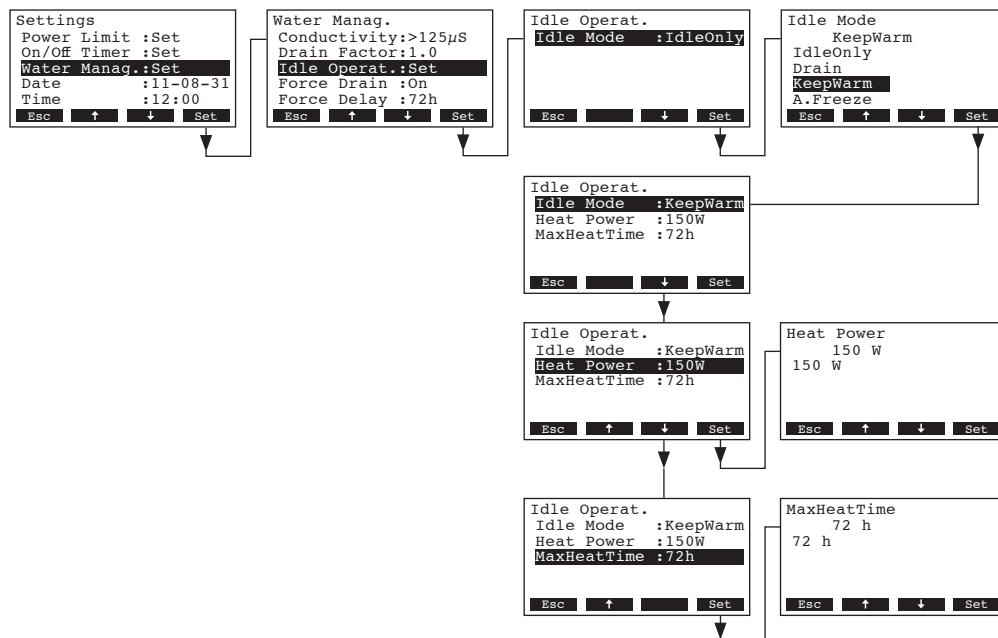 Settings
Power Limit :Set
On/Off Timer :Set
Water Manag.:Set
Date :11-08-31
Time :12:00
Esc ↑ ↓ Set
Water Manag.
Conductivity:>125µS
Drain Factor:1.0
Idle Operat.:Set
Force Drain :On
Force Delay :72h
Esc ↑ ↓ Set
Idle Operat.
Idle Mode :IdleOnly
Esc ↓ Set
Idle Mode
KeepWarm
IdleOnly
Drain
KeepWarm
A.Freeze
Esc ↑ ↓ Set
Idle Operat.
Idle Mode :KeepWarm
Heat Power :150W
MaxHeatTime :72h
Esc ↓ Set
Idle Operat.
Idle Mode :KeepWarm
Heat Power :150W
MaxHeatTime :72h
Esc ↑ ↓ Set
Heat Power
150 W
150 W
Esc ↑ ↓ Set
Idle Operat.
Idle Mode :KeepWarm
Heat Power :150W
MaxHeatTime :72h
Esc ↑ Set
MaxHeatTime
72 h
72 h
Esc ↑ ↓ Set